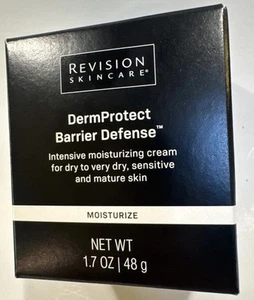 REVISION
SKINCARE®
DermProtect
Barrier Defense™
Intensive moisturizing cream
for dry to very dry, sensitive
and mature skin
MOISTURIZE
NET WT
1.7 OZ | 48 g